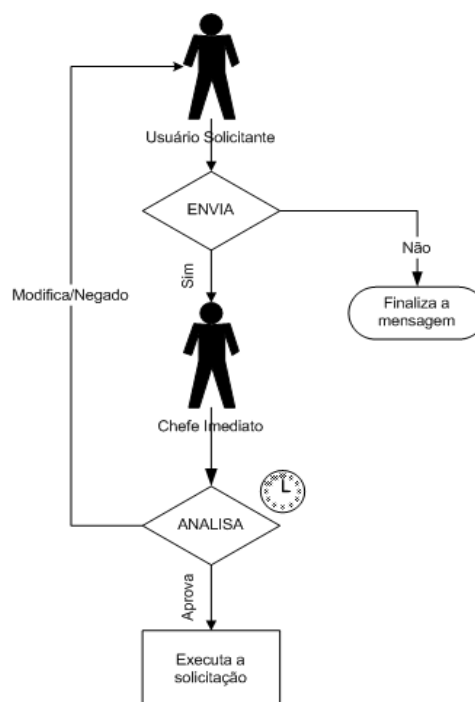 Usuário Solicitante
ENVIA
Não
Sim
Modifica/Negado
Finaliza a
mensagem
Chefe Imediato
ANALISA
Aprova
Executa a
solicitação